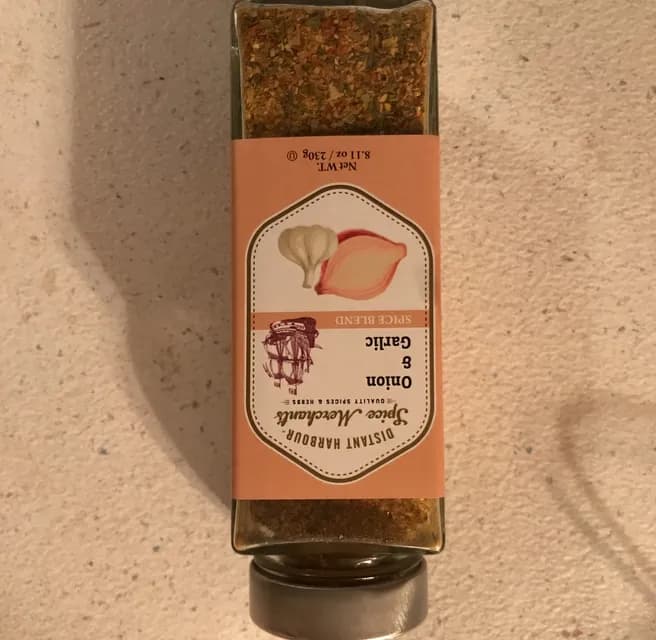 DISTANT HARBOUR
Spice Merchants
QUALITY SPICES & HERBS
Onion
&
Garlic
SPICE BLEND
Net WT.
8.11 oz / 230g Ⓤ